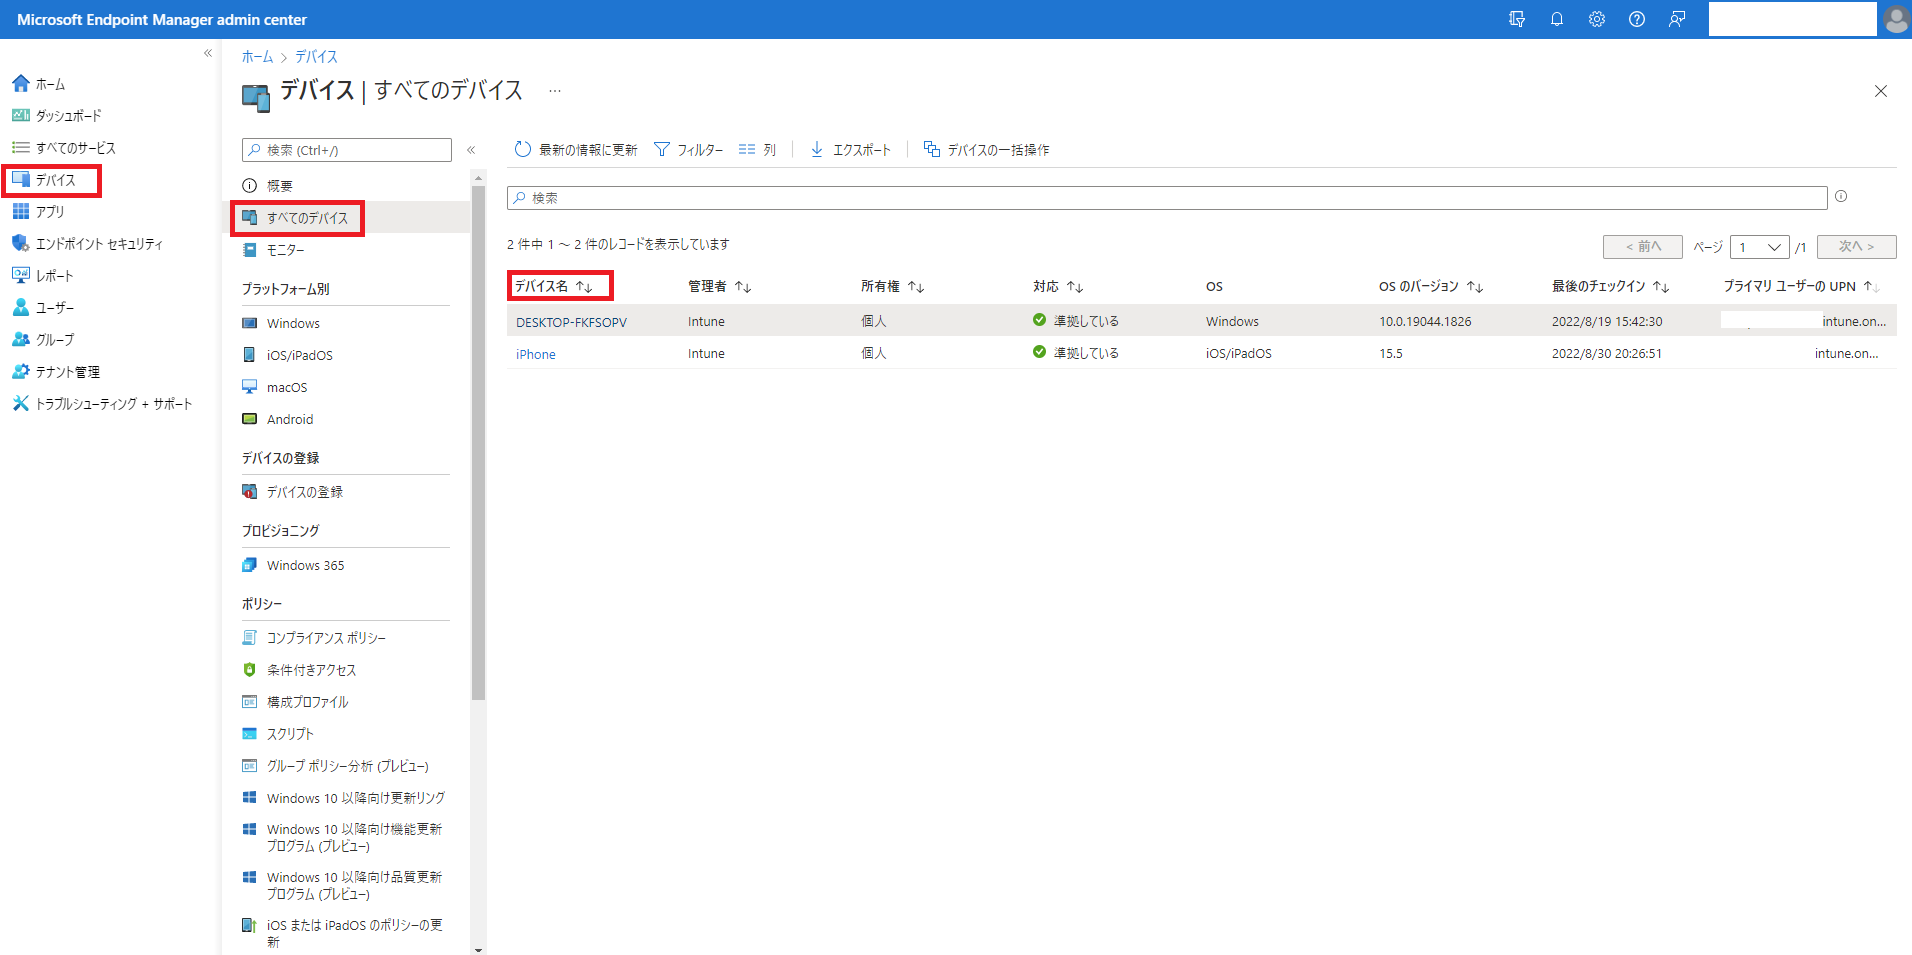 Microsoft Endpoint Manager admin center
ホーム
ダッシュボード
すべてのサービス
デバイス
アプリ
エンドポイント セキュリティ
レポート
ユーザー
グループ
テナント管理
トラブルシューティング + サポート
ホーム > デバイス
デバイス | すべてのデバイス ...
検索 (Ctrl+/)
概要
すべてのデバイス
モニター
プラットフォーム別
Windows
iOS/iPadOS
macOS
Android
デバイスの登録
デバイスの登録
プロビジョニング
Windows 365
ポリシー
コンプライアンス ポリシー
条件付きアクセス
構成プロファイル
スクリプト
グループ ポリシー分析 (プレビュー)
Windows 10 以降向け更新リング
Windows 10 以降向け機能更新
プログラム (プレビュー)
Windows 10 以降向け品質更新
プログラム (プレビュー)
iOS または iPadOS のポリシーの更
新
最新の情報に更新 フィルター 列 エクスポート デバイスの一括操作
検索
2 件中 1 ～ 2 件のレコードを表示しています
< 前へ ページ 1 /1 次へ >
デバイス名 ↑↓ 管理者 ↑↓ 所有権 ↑↓ 対応 ↑↓ OS OS のバージョン ↑↓ 最後のチェックイン ↑↓ プライマリ ユーザーの UPN ↑↓
DESKTOP-FKFSOPV Intune 個人 準拠している Windows 10.0.19044.1826 2022/8/19 15:42:30 intune.on...
iPhone Intune 個人 準拠している iOS/iPadOS 15.5 2022/8/30 20:26:51 intune.on...